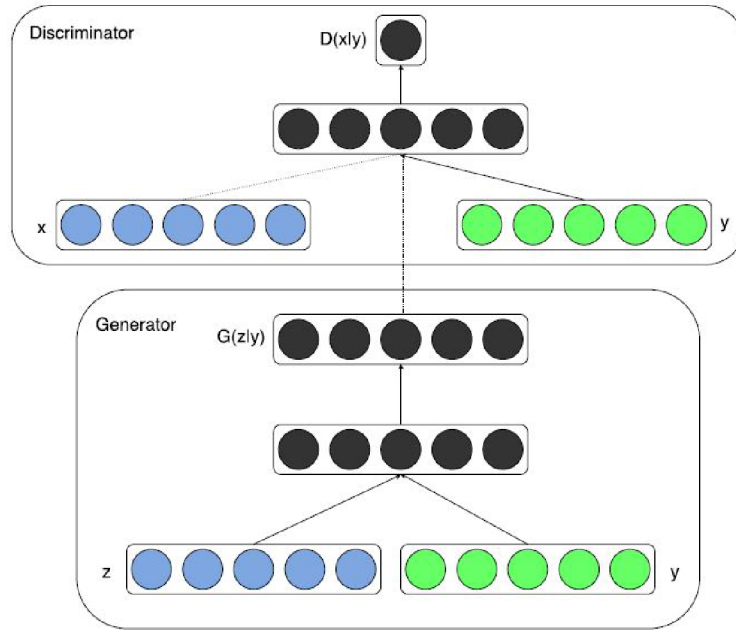 Discriminator
D(x|y)
x
y
Generator
G(z|y)
z
y